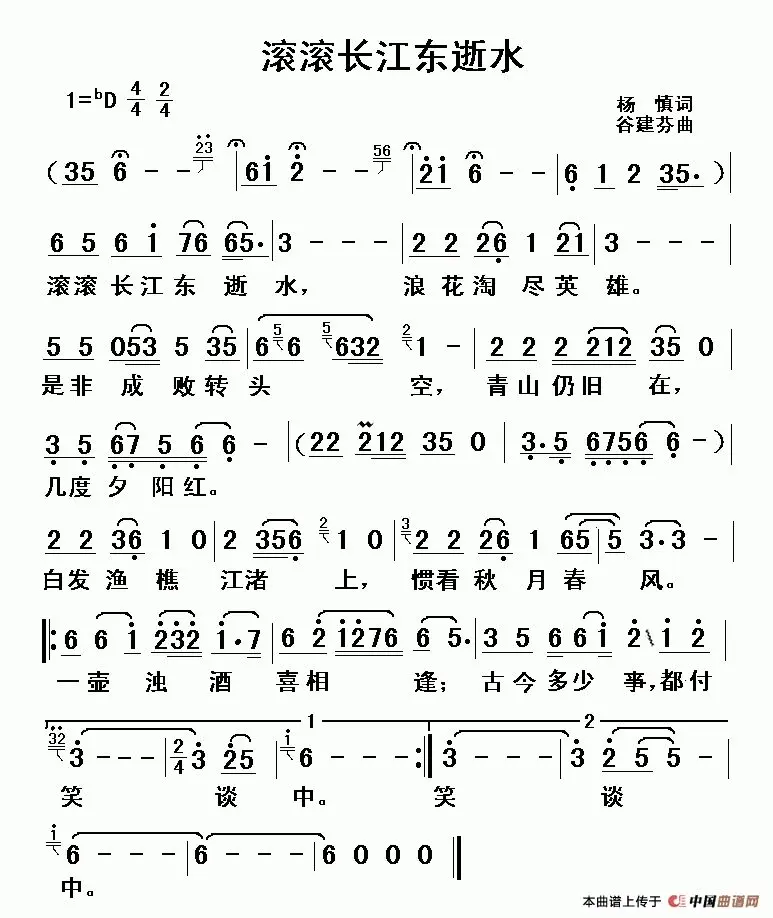 滚滚长江东逝水
1=ᵇD 4/4 2/4
杨 慎词
谷建芬曲
(35 6 - - 23 61 2 - - 56 21 6 - - 6 1 2 35·)
6 5 6 1 76 65· | 3 - - - | 2 2 26 1 21 | 3 - - - |
滚滚 长江东 逝 水， 浪 花 淘 尽英 雄。
5 5 053 5 35 | 5 6 6 5 632 2 1 - | 2 2 2 212 35 0 |
是非 成 败转 头 空，青山仍旧 在，
3 5 67 5 6 6 - | (22 212 35 0 | 3·5 6756 6 -) |
几度 夕 阳红。
2 2 36 1 0 | 2 356 2 1 0 | 3 2 2 26 1 65 5 3·3 - |
白发 渔 樵 江渚 上， 惯看 秋 月 春 风。
6 6 1 232 1·7 | 6 2 1276 6 5· | 3 5 6 6 1 2 \ 1 2 |
一壶 浊 酒 喜相 逢；古今多少 事，都付
1 2
32 3 - - - | 2/4 3 25 | 1 6 - - - :| 3 - - - | 3 2 5 5 - |
笑 谈 中。 笑 谈
1 6 - - - | 6 - - - | 6 0 0 0 ||
中。
本曲谱上传于 中国曲谱网